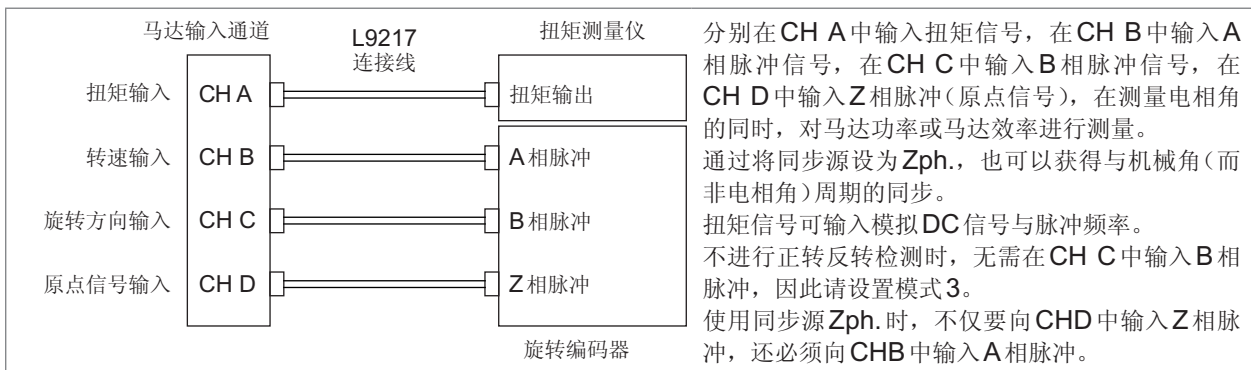 马达输入通道
L9217
连接线
扭矩测量仪
扭矩输入
CH A
扭矩输出
转速输入
CH B
A相脉冲
旋转方向输入
CH C
B相脉冲
原点信号输入
CH D
Z相脉冲
旋转编码器
分别在CH A中输入扭矩信号，在CH B中输入A
相脉冲信号，在CH C中输入B相脉冲信号，在
CH D中输入Z相脉冲（原点信号），在测量电相角
的同时，对马达功率或马达效率进行测量。
通过将同步源设为Zph.，也可以获得与机械角（而
非电相角）周期的同步。
扭矩信号可输入模拟DC信号与脉冲频率。
不进行正转反转检测时，无需在CH C中输入B相
脉冲，因此请设置模式3。
使用同步源Zph.时，不仅要向CHD中输入Z相脉
冲，还必须向CHB中输入A相脉冲。